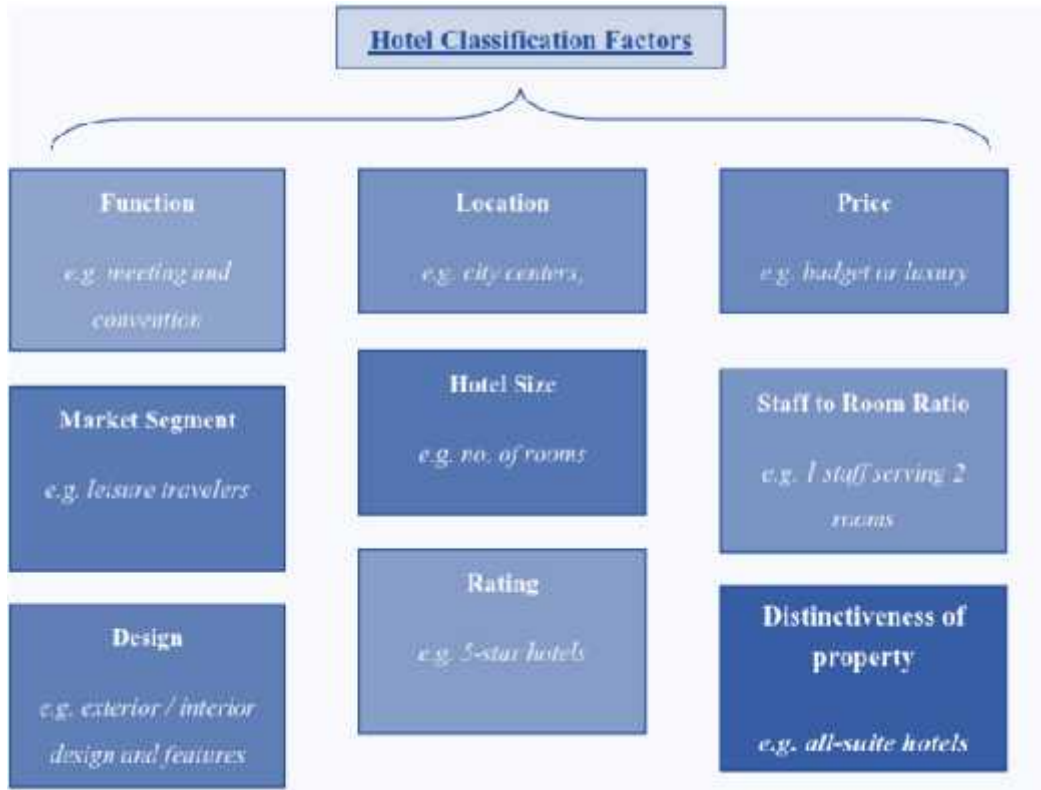 Hotel Classification Factors
Function
e.g. meeting and
convention
Location
e.g. city centers,
Price
e.g. budget or luxury
Market Segment
e.g. leisure travelers
Hotel Size
e.g. no. of rooms
Staff to Room Ratio
e.g. 1 staff serving 2
rooms
Design
e.g. exterior / interior
design and features
Rating
e.g. 5-star hotels
Distinctiveness of
property
e.g. all-suite hotels